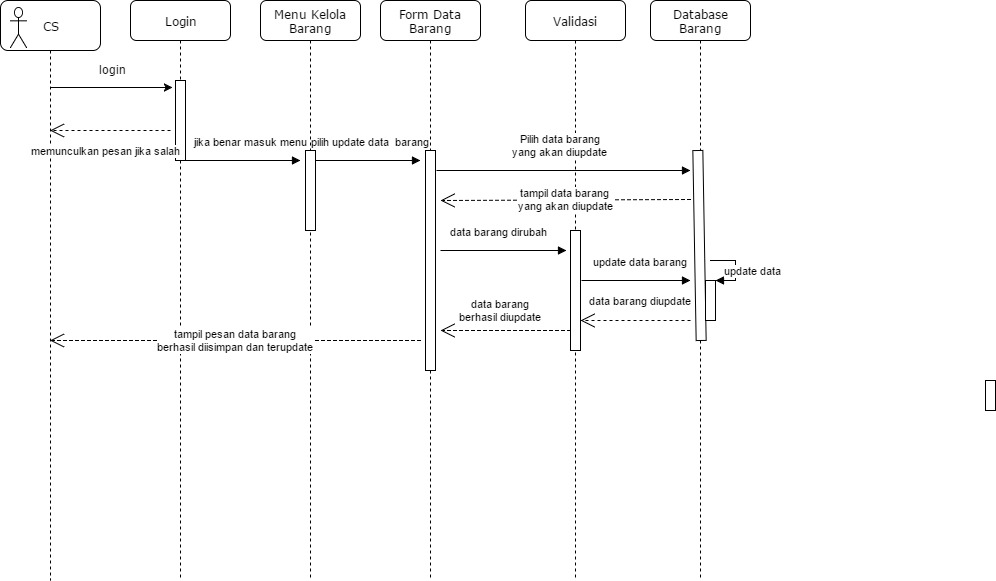 CS
Login
Menu Kelola
Barang
Form Data
Barang
Validasi
Database
Barang
login
memunculkan pesan jika salah
jika benar masuk menu
pilih update data barang
Pilih data barang
yang akan diupdate
tampil data barang
yang akan diupdate
data barang dirubah
update data barang
update data
data barang diupdate
data barang
berhasil diupdate
tampil pesan data barang
berhasil diisimpan dan terupdate